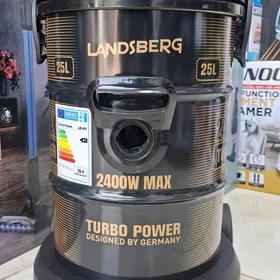 LANDSBERG
25L
25L
2400W MAX
TURBO POWER
DESIGNED BY GERMANY